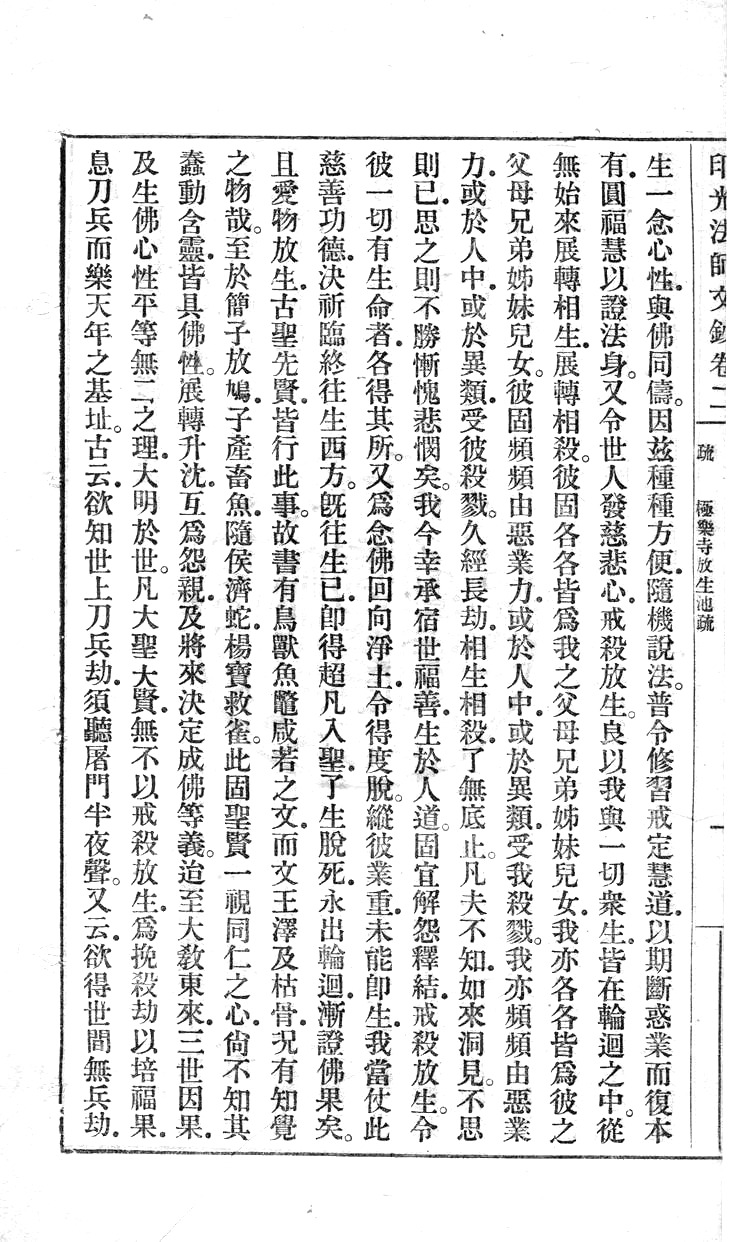 印光法師文鈔卷二　疏　極樂寺放生池疏
生一念心性。與佛同儔。因茲種種方便。隨機說法。普令修習戒定慧道。以期斷惑業而復本
有。圓福慧以證法身。又令世人發慈悲心。戒殺放生。良以我與一切衆生。皆在輪迴之中。從
無始來。展轉相生。展轉相殺。彼固各各皆爲我之父母兄弟姊妹兒女。我亦各各皆爲彼之
父母兄弟姊妹兒女。彼固頻頻由惡業力。或於人中。或於異類。受我殺戮。我亦頻頻由惡業
力。或於人中。或於異類。受彼殺戮。久經長劫。相生相殺。了無底止。凡夫不知。如來洞見。不思
則已。思之則不勝慚愧悲憫矣。我今幸承宿世福善。生於人道。固宜解怨釋結。戒殺放生。令
彼一切有生命者。各得其所。又爲念佛回向淨土。令得度脫。縱彼業重。未能卽生。我當仗此
慈善功德。決祈臨終往生西方。旣往生已。卽得超凡入聖。了生脫死。永出輪迴。漸證佛果矣。
且愛物放生。古聖先賢。皆行此事。故書有鳥獸魚鼈咸若之文。而文王澤及枯骨。況有知覺
之物哉。至於簡子放鳩。子產畜魚。隨侯濟蛇。楊寶救雀。此固聖賢一視同仁之心。尙不知其
蠢動含靈。皆具佛性。展轉升沈。互爲怨親。及將來決定成佛等義。迨至大敎東來。三世因果。
及生佛心性平等無二之理。大明於世。凡大聖大賢。無不以戒殺放生。爲挽殺劫以培福果。
息刀兵而樂天年之基址。古云。欲知世上刀兵劫。須聽屠門半夜聲。又云。欲得世間無兵劫。